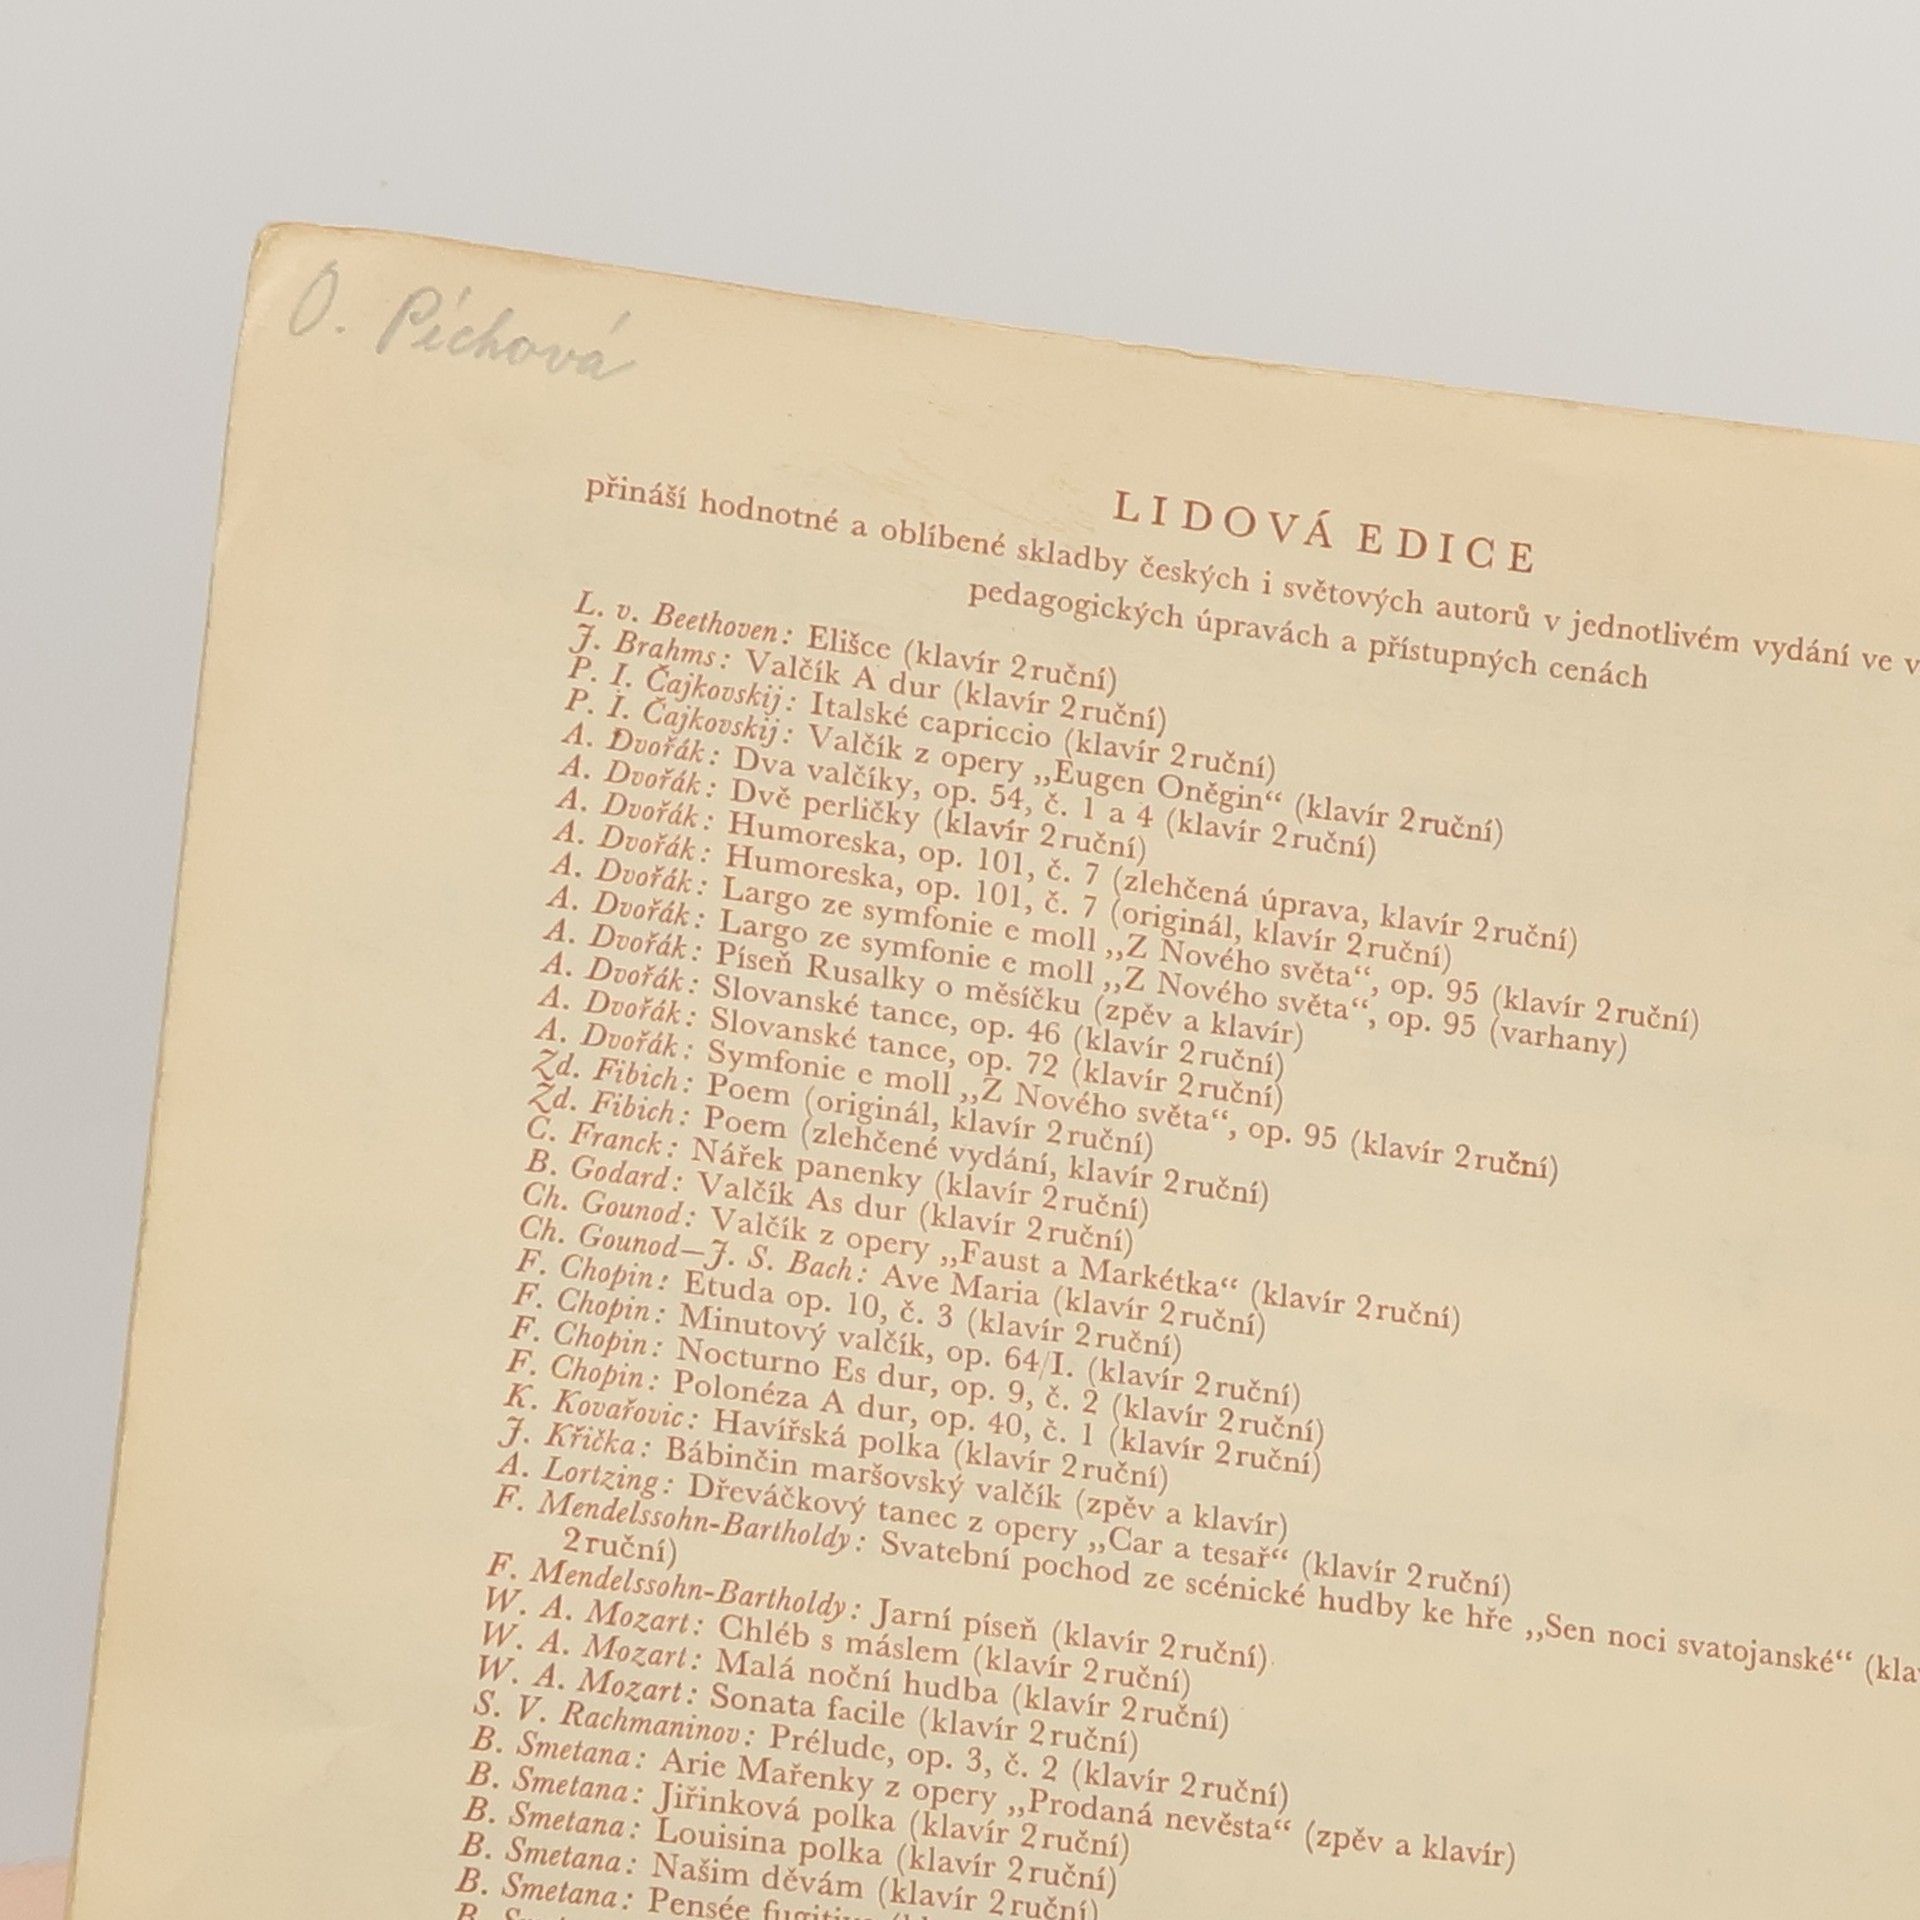 O. Píchová
LIDOVÁ EDICE
přináší hodnotné a oblíbené skladby českých i světových autorů v jednotlivém vydání ve
pedagogických úpravách a přístupných cenách
L. v. Beethoven: Elišce (klavír 2ruční)
J. Brahms: Valčík A dur (klavír 2ruční)
P. I. Čajkovskij: Italské capriccio (klavír 2ruční)
P. I. Čajkovskij: Valčík z opery „Eugen Oněgin“ (klavír 2ruční)
A. Dvořák: Dva valčíky, op. 54, č. 1 a 4 (klavír 2ruční)
A. Dvořák: Dvě perličky (klavír 2ruční)
A. Dvořák: Humoreska, op. 101, č. 7 (zlehčená úprava, klavír 2ruční)
A. Dvořák: Humoreska, op. 101, č. 7 (originál, klavír 2ruční)
A. Dvořák: Largo ze symfonie e moll „Z Nového světa“, op. 95 (klavír 2ruční)
A. Dvořák: Largo ze symfonie e moll „Z Nového světa“, op. 95 (varhany)
A. Dvořák: Píseň Rusalky o měsíčku (zpěv a klavír)
A. Dvořák: Slovanské tance, op. 46 (klavír 2ruční)
A. Dvořák: Slovanské tance, op. 72 (klavír 2ruční)
A. Dvořák: Symfonie e moll „Z Nového světa“, op. 95 (klavír 2ruční)
Zd. Fibich: Poem (originál, klavír 2ruční)
Zd. Fibich: Poem (zlehčené vydání, klavír 2ruční)
C. Franck: Nářek panenky (klavír 2ruční)
B. Godard: Valčík As dur (klavír 2ruční)
Ch. Gounod: Valčík z opery „Faust a Markétka“ (klavír 2ruční)
Ch. Gounod—J. S. Bach: Ave Maria (klavír 2ruční)
F. Chopin: Etuda op. 10, č. 3 (klavír 2ruční)
F. Chopin: Minutový valčík, op. 64/I. (klavír 2ruční)
F. Chopin: Nocturno Es dur, op. 9, č. 2 (klavír 2ruční)
F. Chopin: Polonéza A dur, op. 40, č. 1 (klavír 2ruční)
K. Kovařovic: Havířská polka (klavír 2ruční)
J. Křička: Bábinčin maršovský valčík (zpěv a klavír)
A. Lortzing: Dřeváčkový tanec z opery „Car a tesař“ (klavír 2ruční)
F. Mendelssohn-Bartholdy: Svatební pochod ze scénické hudby ke hře „Sen noci svatojanské“ (kla
2ruční)
F. Mendelssohn-Bartholdy: Jarní píseň (klavír 2ruční)
W. A. Mozart: Chléb s máslem (klavír 2ruční)
W. A. Mozart: Malá noční hudba (klavír 2ruční)
W. A. Mozart: Sonata facile (klavír 2ruční)
S. V. Rachmaninov: Prélude, op. 3, č. 2 (klavír 2ruční)
B. Smetana: Arie Mařenky z opery „Prodaná nevěsta“ (zpěv a klavír)
B. Smetana: Jiřinková polka (klavír 2ruční)
B. Smetana: Louisina polka (klavír 2ruční)
B. Smetana: Našim děvám (klavír 2ruční)
B. Smetana: Pensée